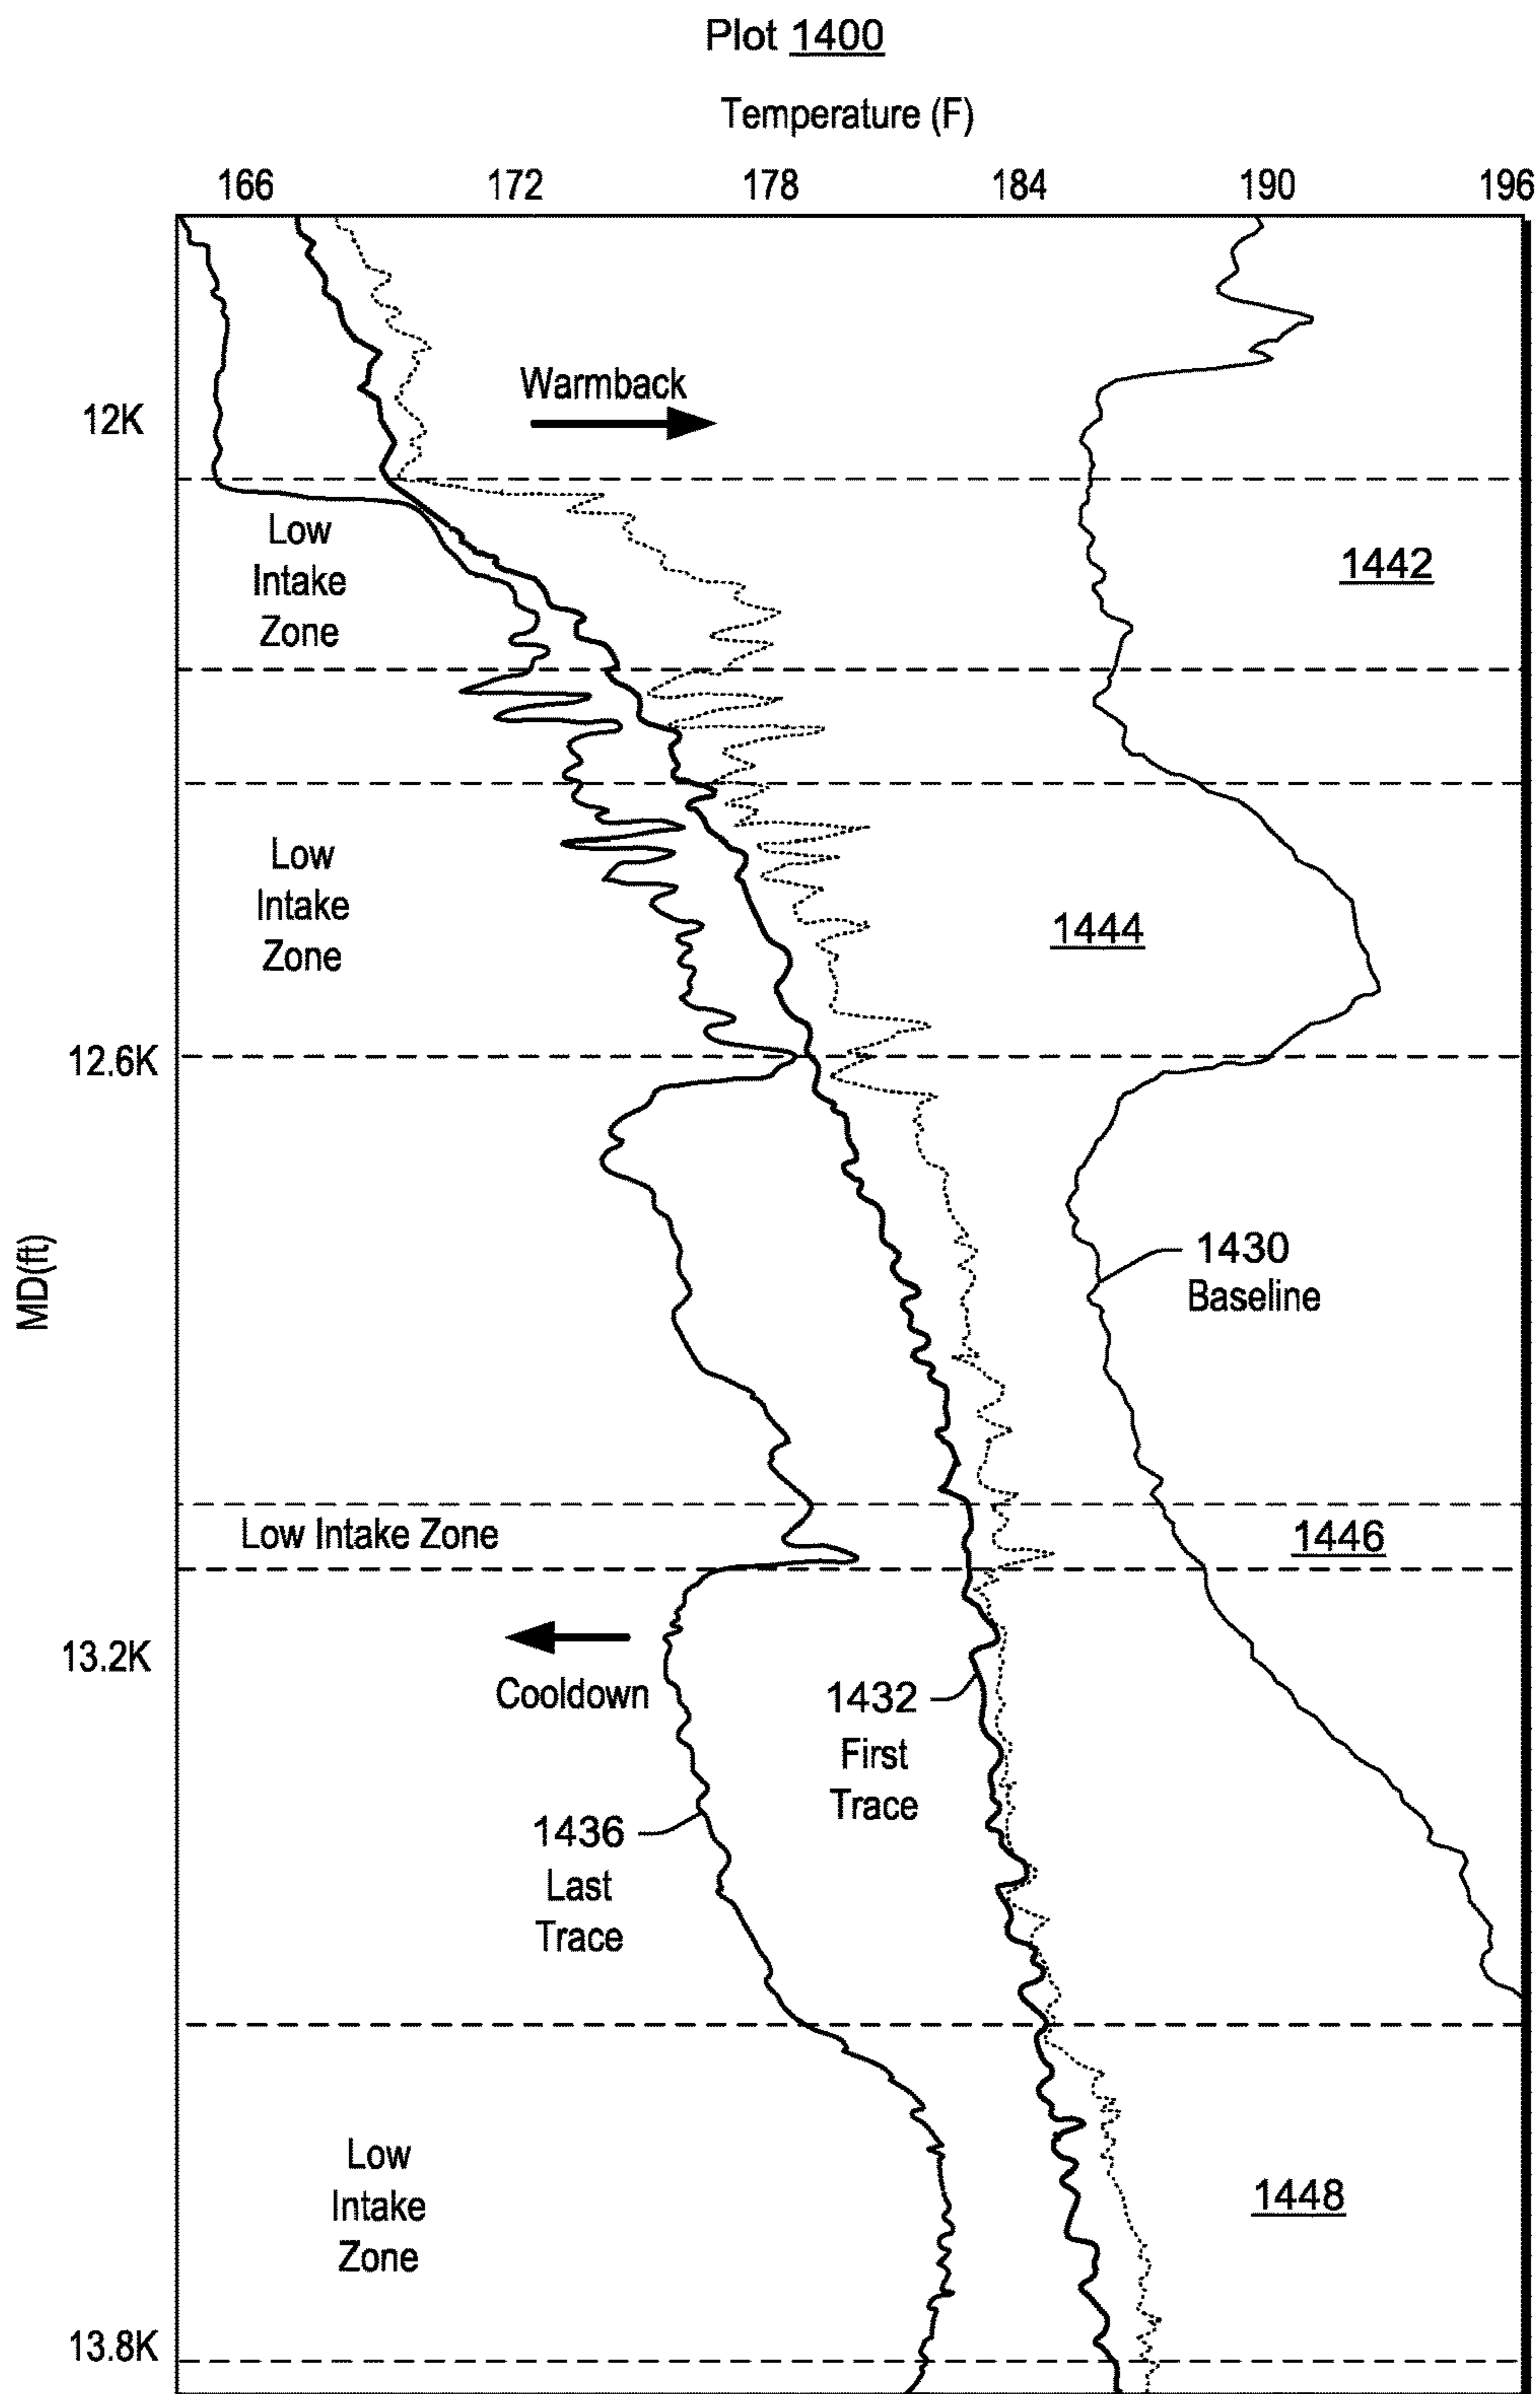 Plot 1400
Temperature (F)
166 172 178 184 190 196
Warmback
12K
Low
Intake
Zone
1442
Low
Intake
Zone
1444
12.6K
MD(ft)
1430
Baseline
Low Intake Zone
1446
13.2K
Cooldown
1432
First
Trace
1436
Last
Trace
Low
Intake
Zone
1448
13.8K